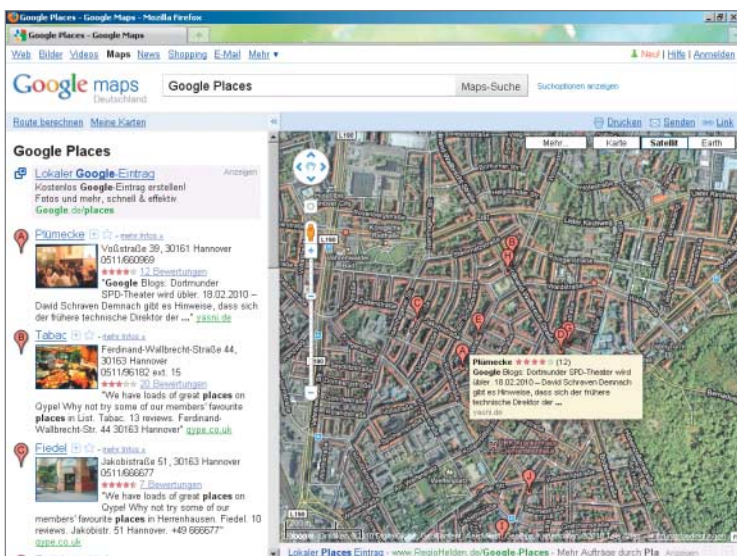 Google Places - Google Maps - Mozilla Firefox
Google Places - Google Maps
Web Bilder Videos Maps News Shopping E-Mail Mehr ▼
Neu! | Hilfe | Anmelden
Google maps
Deutschland
Google Places
Maps-Suche
Suchoptionen anzeigen
Route berechnen Meine Karten
Drucken Senden Link
Google Places
Lokaler Google-Eintrag
Anzeigen
Kostenlos Google-Eintrag erstellen!
Fotos und mehr, schnell & effektiv
Google.de/places
A
Plümecke - mehr Infos »
Voßstraße 39, 30161 Hannover
0511/660969
12 Bewertungen
"Google Blogs: Dortmunder
SPD-Theater wird übler. 18.02.2010 –
David Schraven Demnach gibt es Hinweise, dass sich
der frühere technische Direktor der ..." yasni.de
B
Tabac - mehr Infos »
Ferdinand-Wallbrecht-Straße 44,
30163 Hannover
0511/96182 ext. 15
20 Bewertungen
"We have loads of great places on
Qype! Why not try some of our members' favourite
places in List. Tabac. 13 reviews. Ferdinand-
Wallbrecht-Str. 44 30163 Hannover" qype.co.uk
C
Fiedel - mehr Infos »
Jakobistraße 51, 30163 Hannover
0511/666677
7 Bewertungen
"We have loads of great places on
Qype! Why not try some of our
members' favourite places in Herrenhausen. Fiedel. 10
reviews. Jakobistr. 51 Hannover. +49 666677"
qype.co.uk
Mehr... Karte Satellit Earth
L190
L190
B
H
C
E
D
G
A
Plümecke (12)
Google Blogs: Dortmunder SPD-Theater wird
übler. 18.02.2010 – David Schraven Demnach
gibt es Hinweise, dass sich der frühere
technische Direktor der ...
yasni.de
J
I
L190
Lokaler Places Eintrag - www.RegioHelden.de/Google-Places - Mehr Aufträge durch Pla
Anzeigen